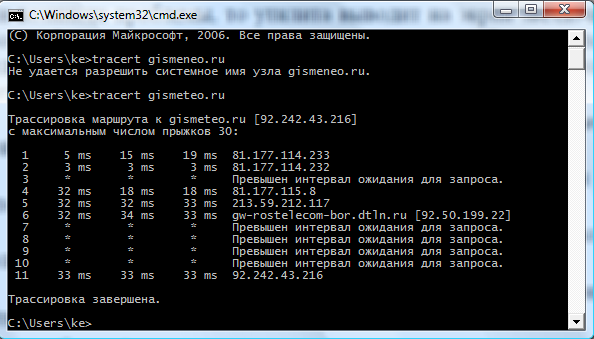 C:\Windows\system32\cmd.exe
(C) Корпорация Майкрософт, 2006. Все права защищены.
C:\Users\ke>tracert gismeneo.ru
Не удается разрешить системное имя узла gismeneo.ru.
C:\Users\ke>tracert gismeteo.ru
Трассировка маршрута к gismeteo.ru [92.242.43.216]
с максимальным числом прыжков 30:
1 5 ms 15 ms 19 ms 81.177.114.233
2 3 ms 3 ms 3 ms 81.177.114.232
3 * * * Превышен интервал ожидания для запроса.
4 32 ms 18 ms 18 ms 81.177.115.8
5 32 ms 32 ms 33 ms 213.59.212.117
6 32 ms 34 ms 33 ms gw-rostelecom-bor.dtln.ru [92.50.199.22]
7 * * * Превышен интервал ожидания для запроса.
8 * * * Превышен интервал ожидания для запроса.
9 * * * Превышен интервал ожидания для запроса.
10 * * * Превышен интервал ожидания для запроса.
11 33 ms 33 ms 33 ms 92.242.43.216
Трассировка завершена.
C:\Users\ke>